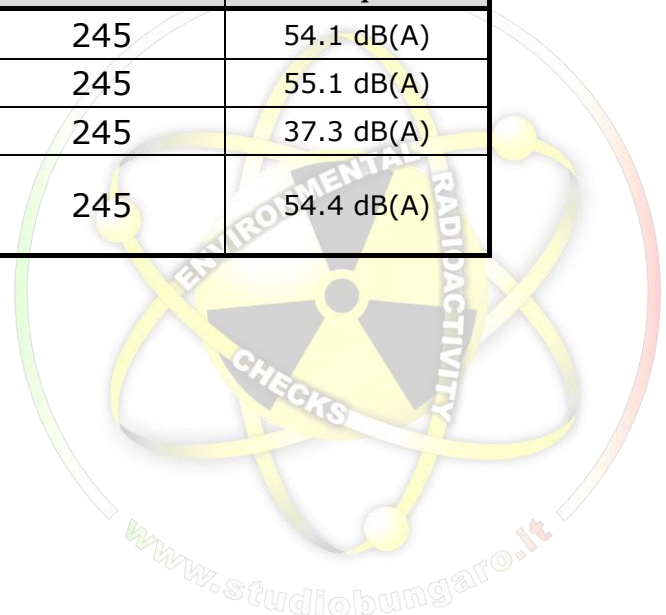 245 54.1 dB(A)
245 55.1 dB(A)
245 37.3 dB(A)
245 54.4 dB(A)
ENVIRONMENTAL RADIOACTIVITY
CHECKS
www.studiobungaro.it